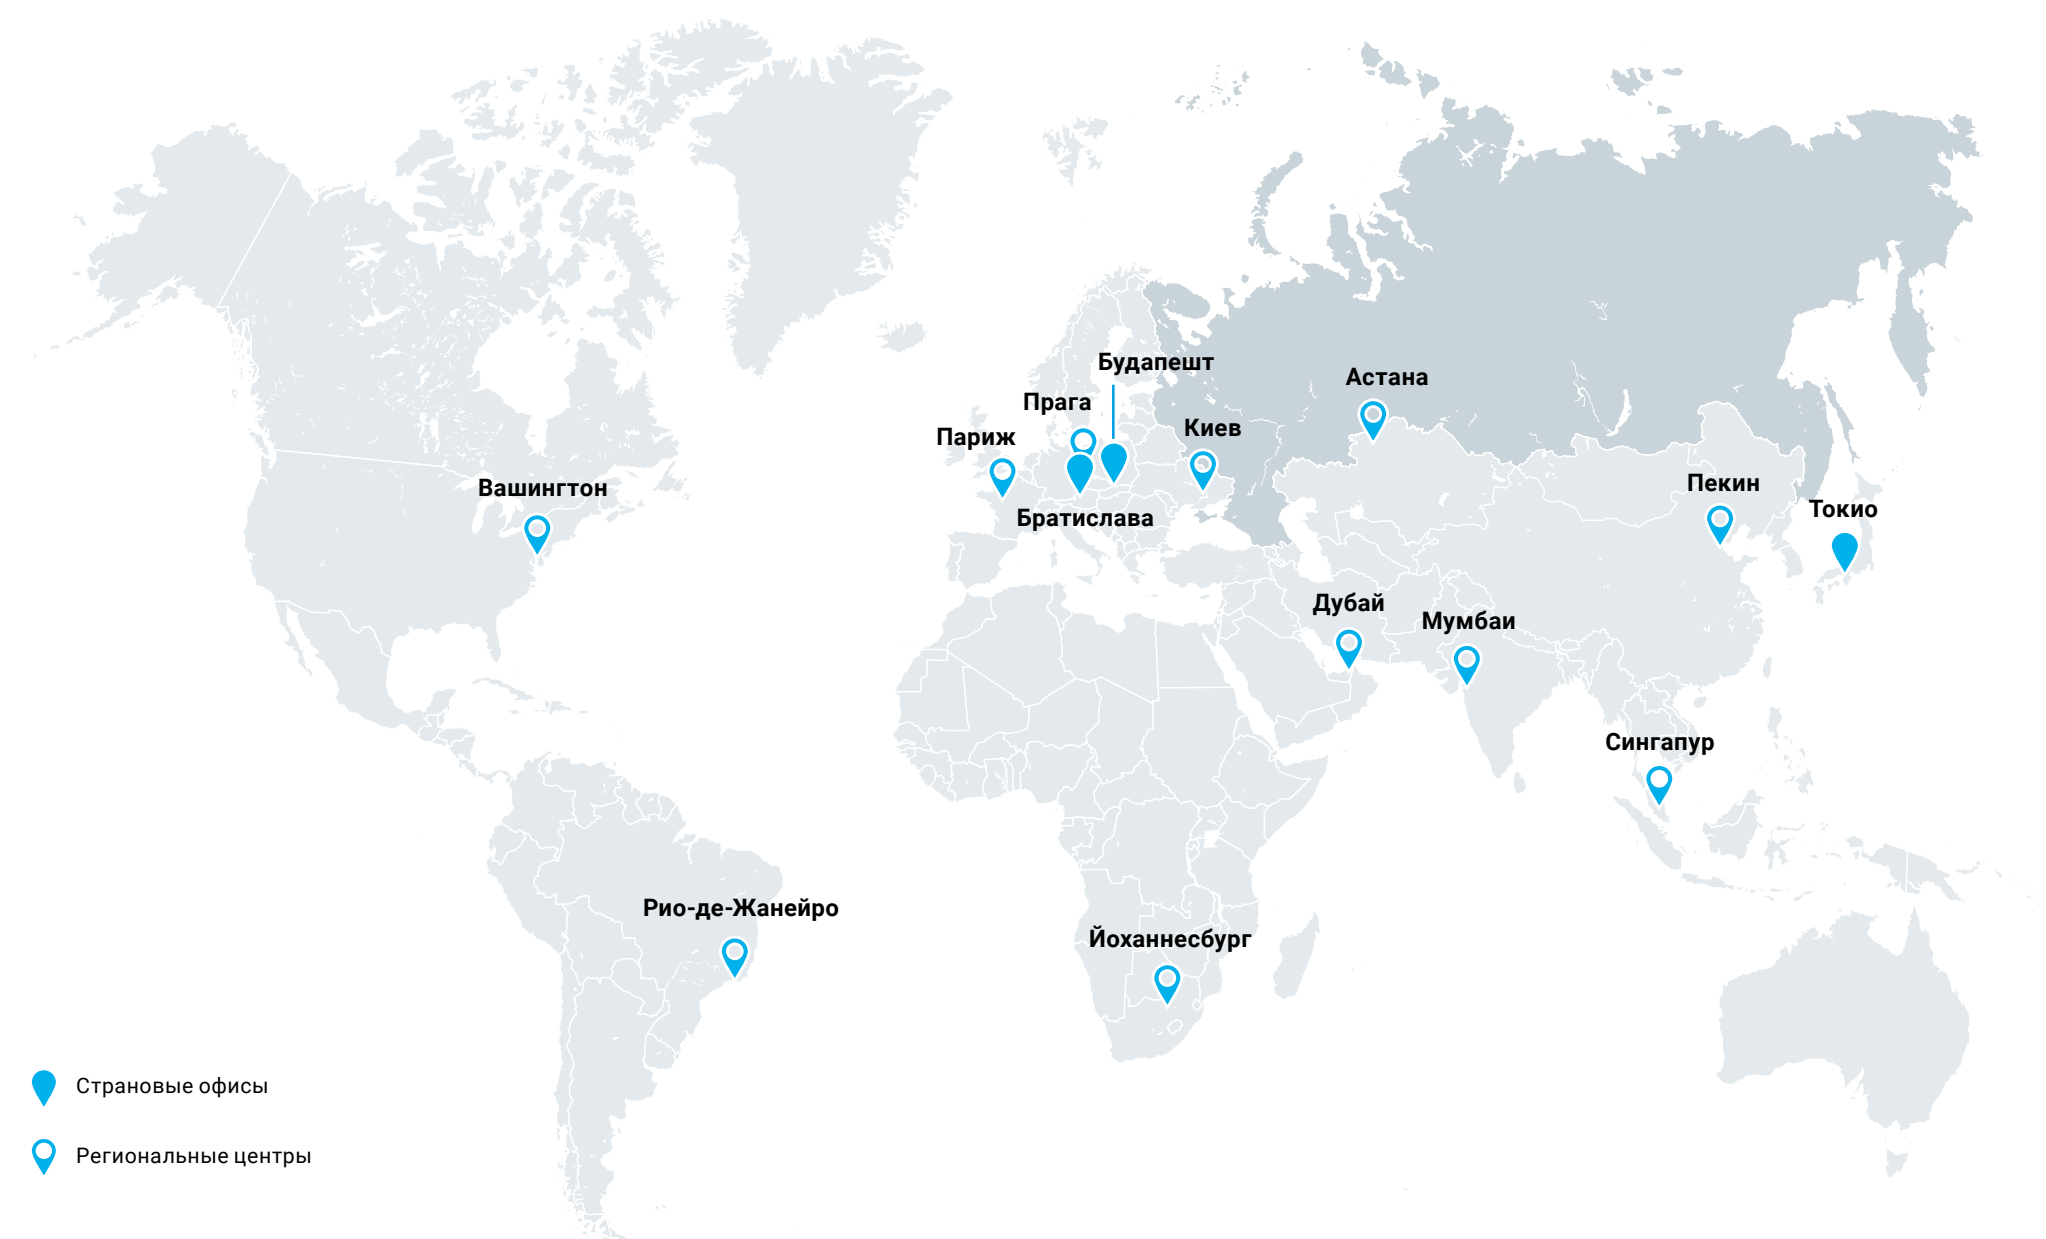 Будапешт
Астана
Прага
Киев
Париж
Пекин
Вашингтон
Токио
Братислава
Дубай
Мумбаи
Сингапур
Рио-де-Жанейро
Йоханнесбург
Страновые офисы
Региональные центры